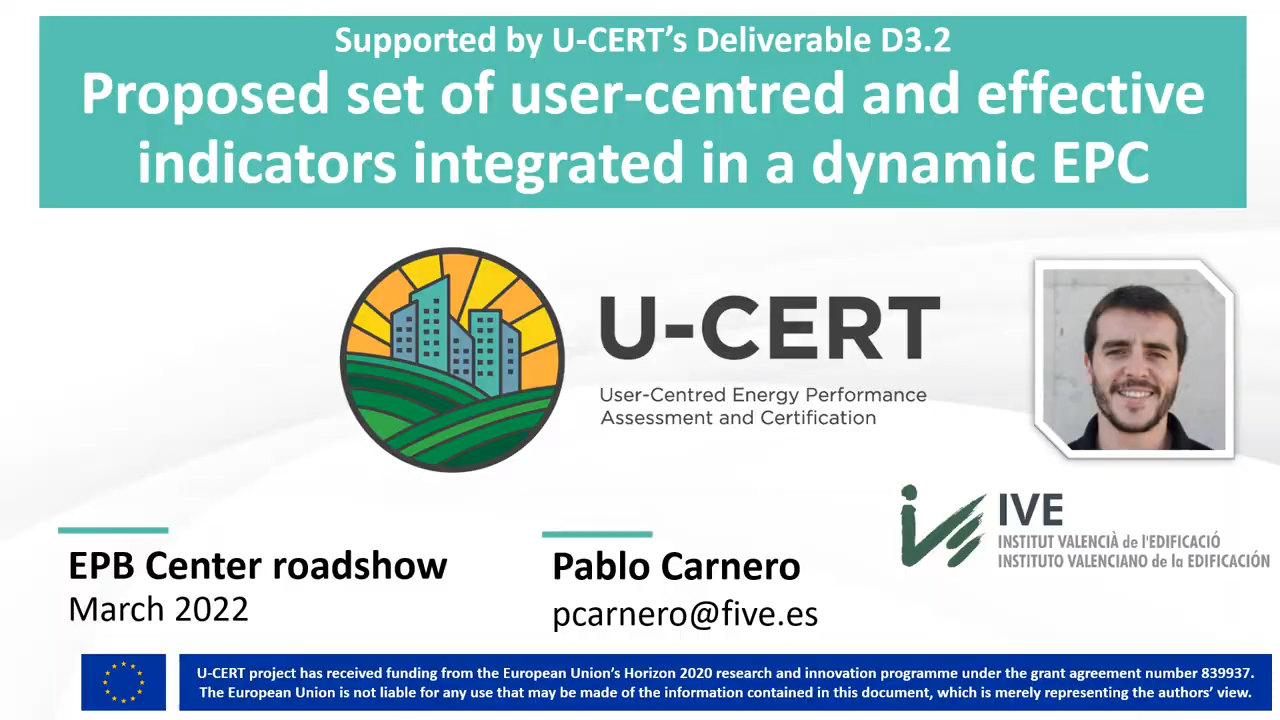 Supported by U-CERT’s Deliverable D3.2
Proposed set of user-centred and effective
indicators integrated in a dynamic EPC
U-CERT
User-Centred Energy Performance
Assessment and Certification
IVE
INSTITUT VALENCIÀ de l'EDIFICACIÓ
INSTITUTO VALENCIANO de la EDIFICACIÓN
EPB Center roadshow
March 2022
Pablo Carnero
pcarnero@five.es
U-CERT project has received funding from the European Union’s Horizon 2020 research and innovation programme under the grant agreement number 839937.
The European Union is not liable for any use that may be made of the information contained in this document, which is merely representing the authors’ view.